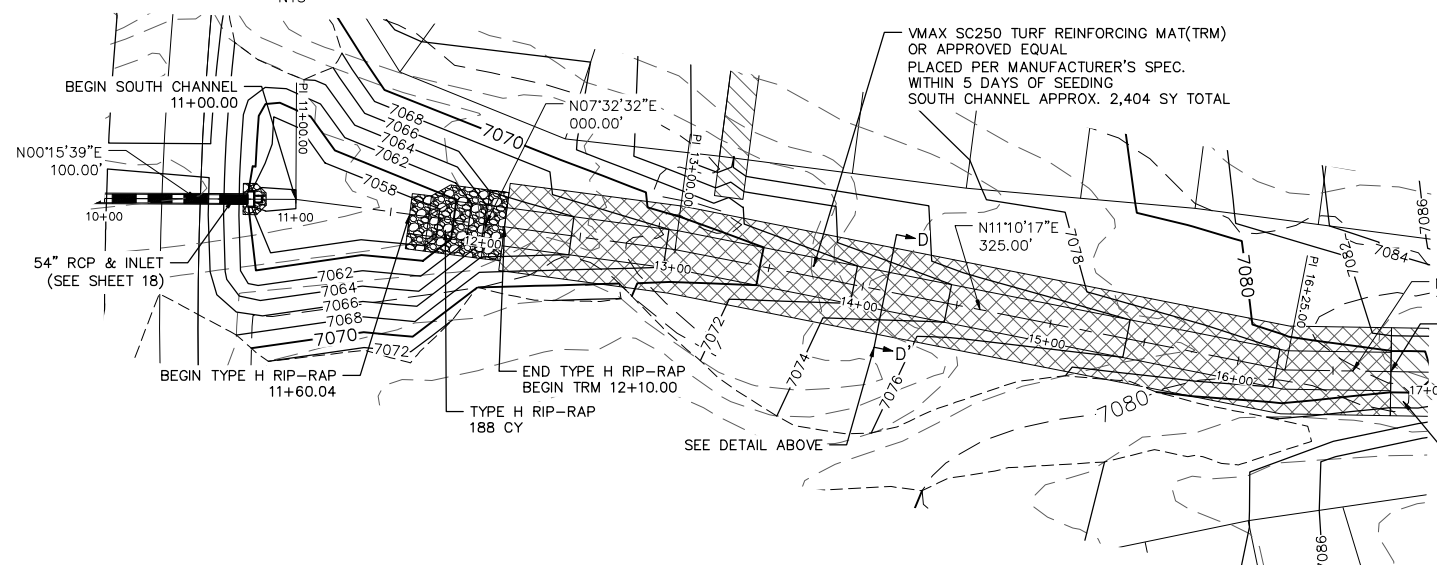 VMAX SC250 TURF REINFORCING MAT(TRM)
OR APPROVED EQUAL
PLACED PER MANUFACTURER'S SPEC.
WITHIN 5 DAYS OF SEEDING
SOUTH CHANNEL APPROX. 2,404 SY TOTAL
BEGIN SOUTH CHANNEL
11+00.00
PI 11+00.00
7068
7066
7064
7062
7058
7070
N07°32'32"E
000.00'
PI 13+00.00
N00°15'39"E
100.00'
10+00
11+00
12+00
13+00
14+00
15+00
16+00
D
N11°10'17"E
325.00'
7078
7080
7082
7084
7086
PI 16+25.00
54" RCP & INLET
(SEE SHEET 18)
7062
7064
7066
7068
7070
7072
7072
7074
7076
D'
7080
BEGIN TYPE H RIP-RAP
11+60.04
END TYPE H RIP-RAP
BEGIN TRM 12+10.00
TYPE H RIP-RAP
188 CY
SEE DETAIL ABOVE